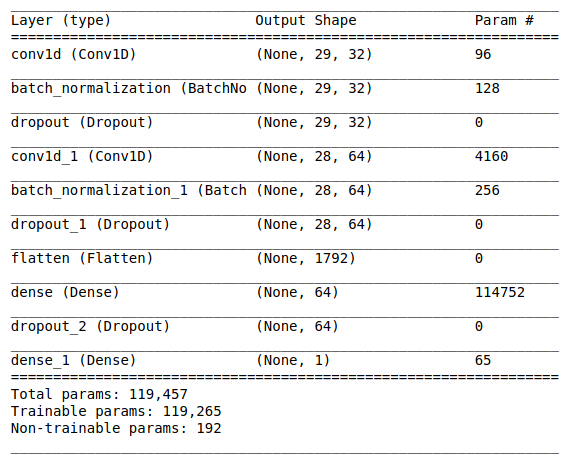 Layer (type) Output Shape Param #
=================================================================
conv1d (Conv1D) (None, 29, 32) 96
batch_normalization (BatchNo (None, 29, 32) 128
dropout (Dropout) (None, 29, 32) 0
conv1d_1 (Conv1D) (None, 28, 64) 4160
batch_normalization_1 (Batch (None, 28, 64) 256
dropout_1 (Dropout) (None, 28, 64) 0
flatten (Flatten) (None, 1792) 0
dense (Dense) (None, 64) 114752
dropout_2 (Dropout) (None, 64) 0
dense_1 (Dense) (None, 1) 65
=================================================================
Total params: 119,457
Trainable params: 119,265
Non-trainable params: 192